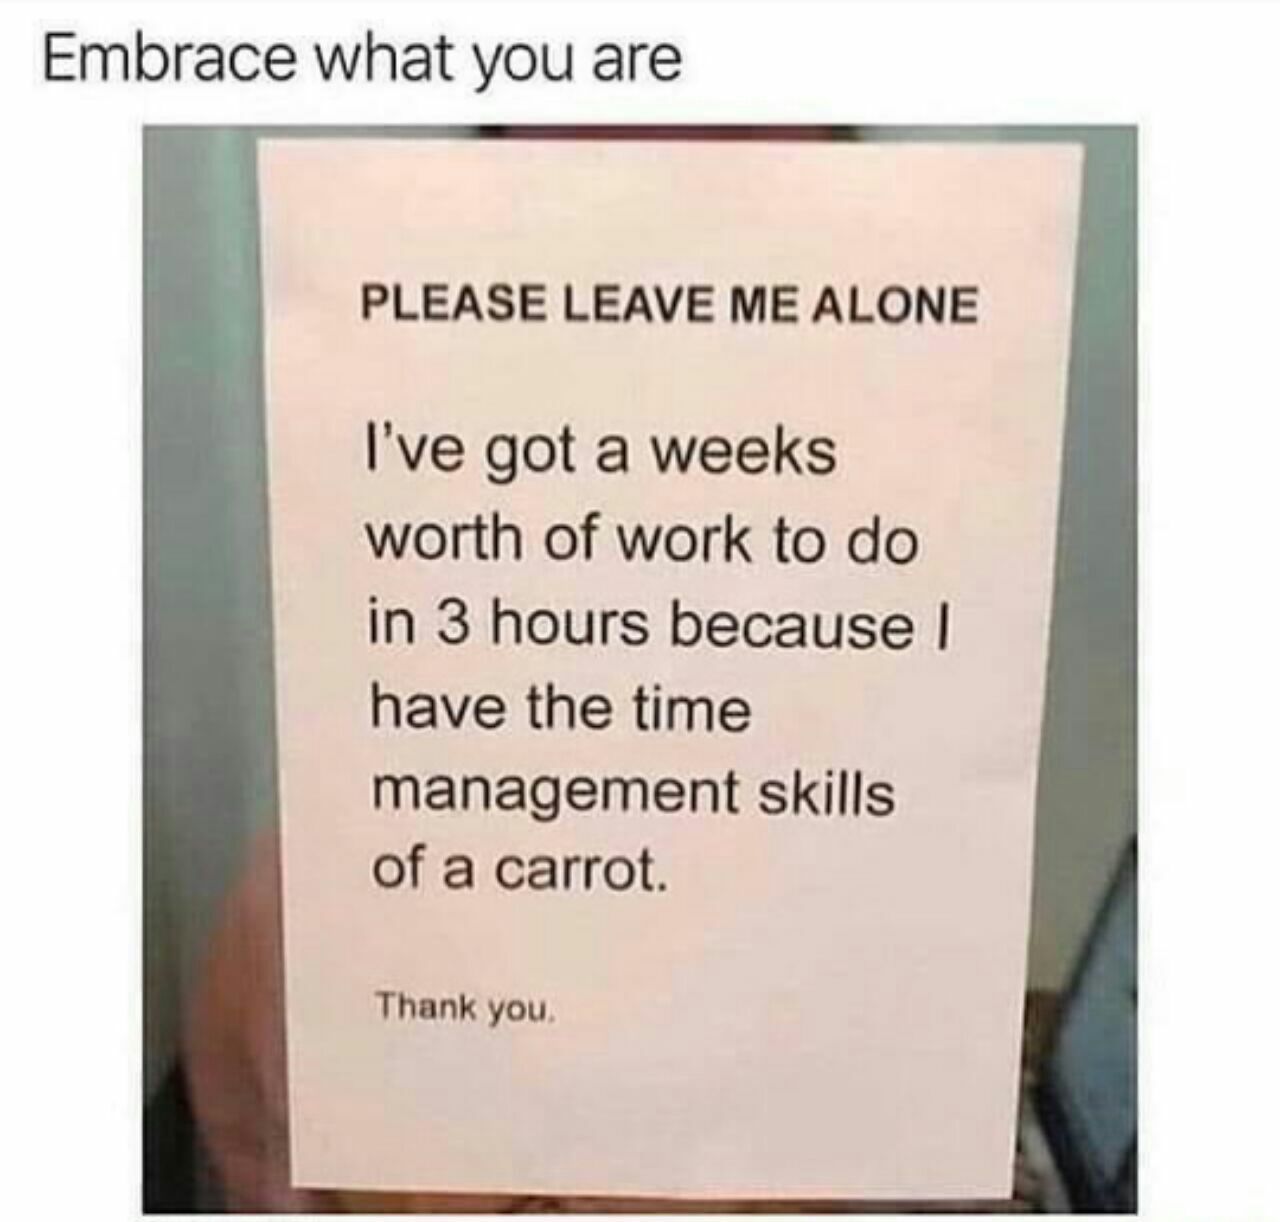 Embrace what you are
PLEASE LEAVE ME ALONE
I've got a weeks
worth of work to do
in 3 hours because I
have the time
management skills
of a carrot.
Thank you.